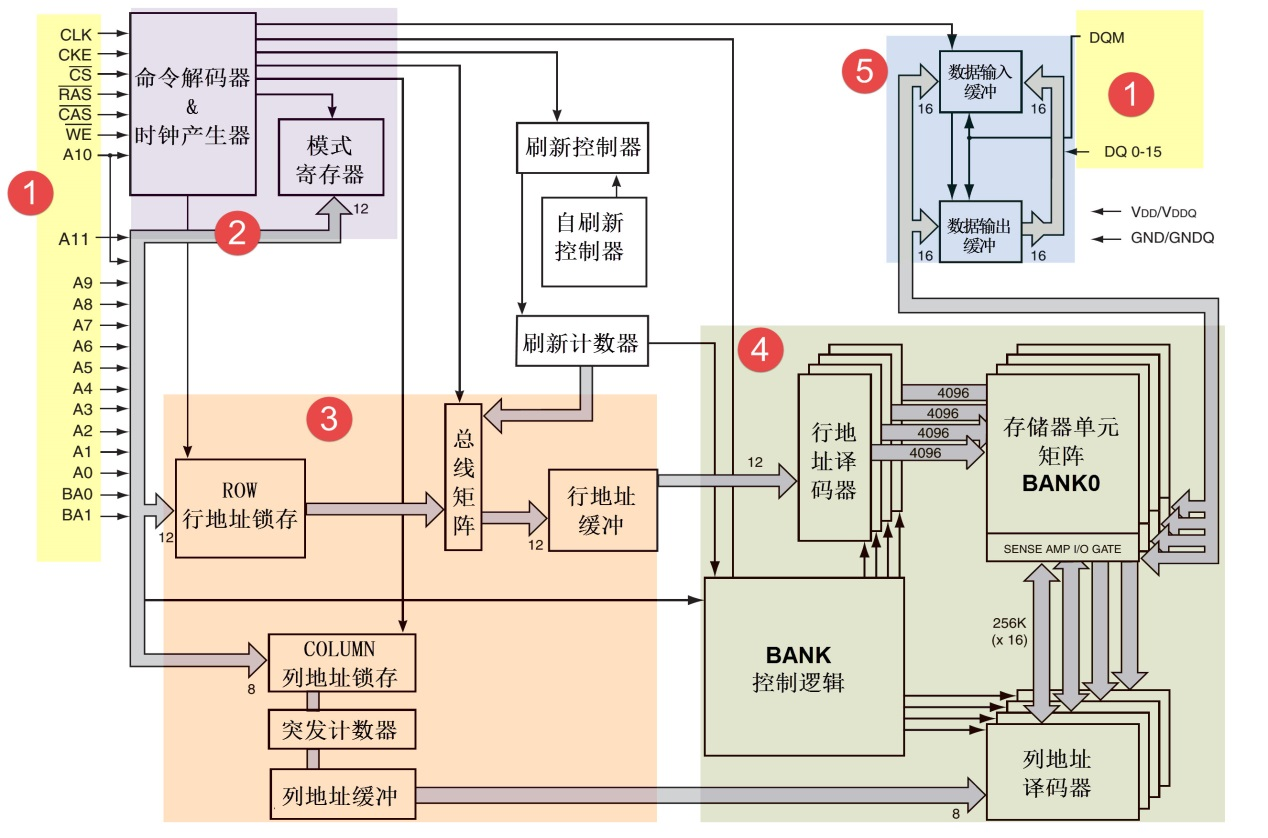 CLK
CKE
CS
RAS
CAS
WE
A10
1
A11
A9
A8
A7
A6
A5
A4
A3
A2
A1
A0
BA0
BA1
命令解码器
&
时钟产生器
模式
寄存器
12
2
刷新控制器
自刷新
控制器
刷新计数器
5
数据输入
缓冲
16
16
数据输出
缓冲
16
16
DQM
1
DQ 0-15
VDD/VDDQ
GND/GNDQ
3
ROW
行地址锁存
12
总
线
矩
阵
12
行地址
缓冲
COLUMN
列地址锁存
8
突发计数器
列地址缓冲
4
12
行地
址译
码器
4096
4096
4096
4096
存储器单元
矩阵
BANK0
SENSE AMP I/O GATE
256K
(x 16)
BANK
控制逻辑
列地址
译码器
8